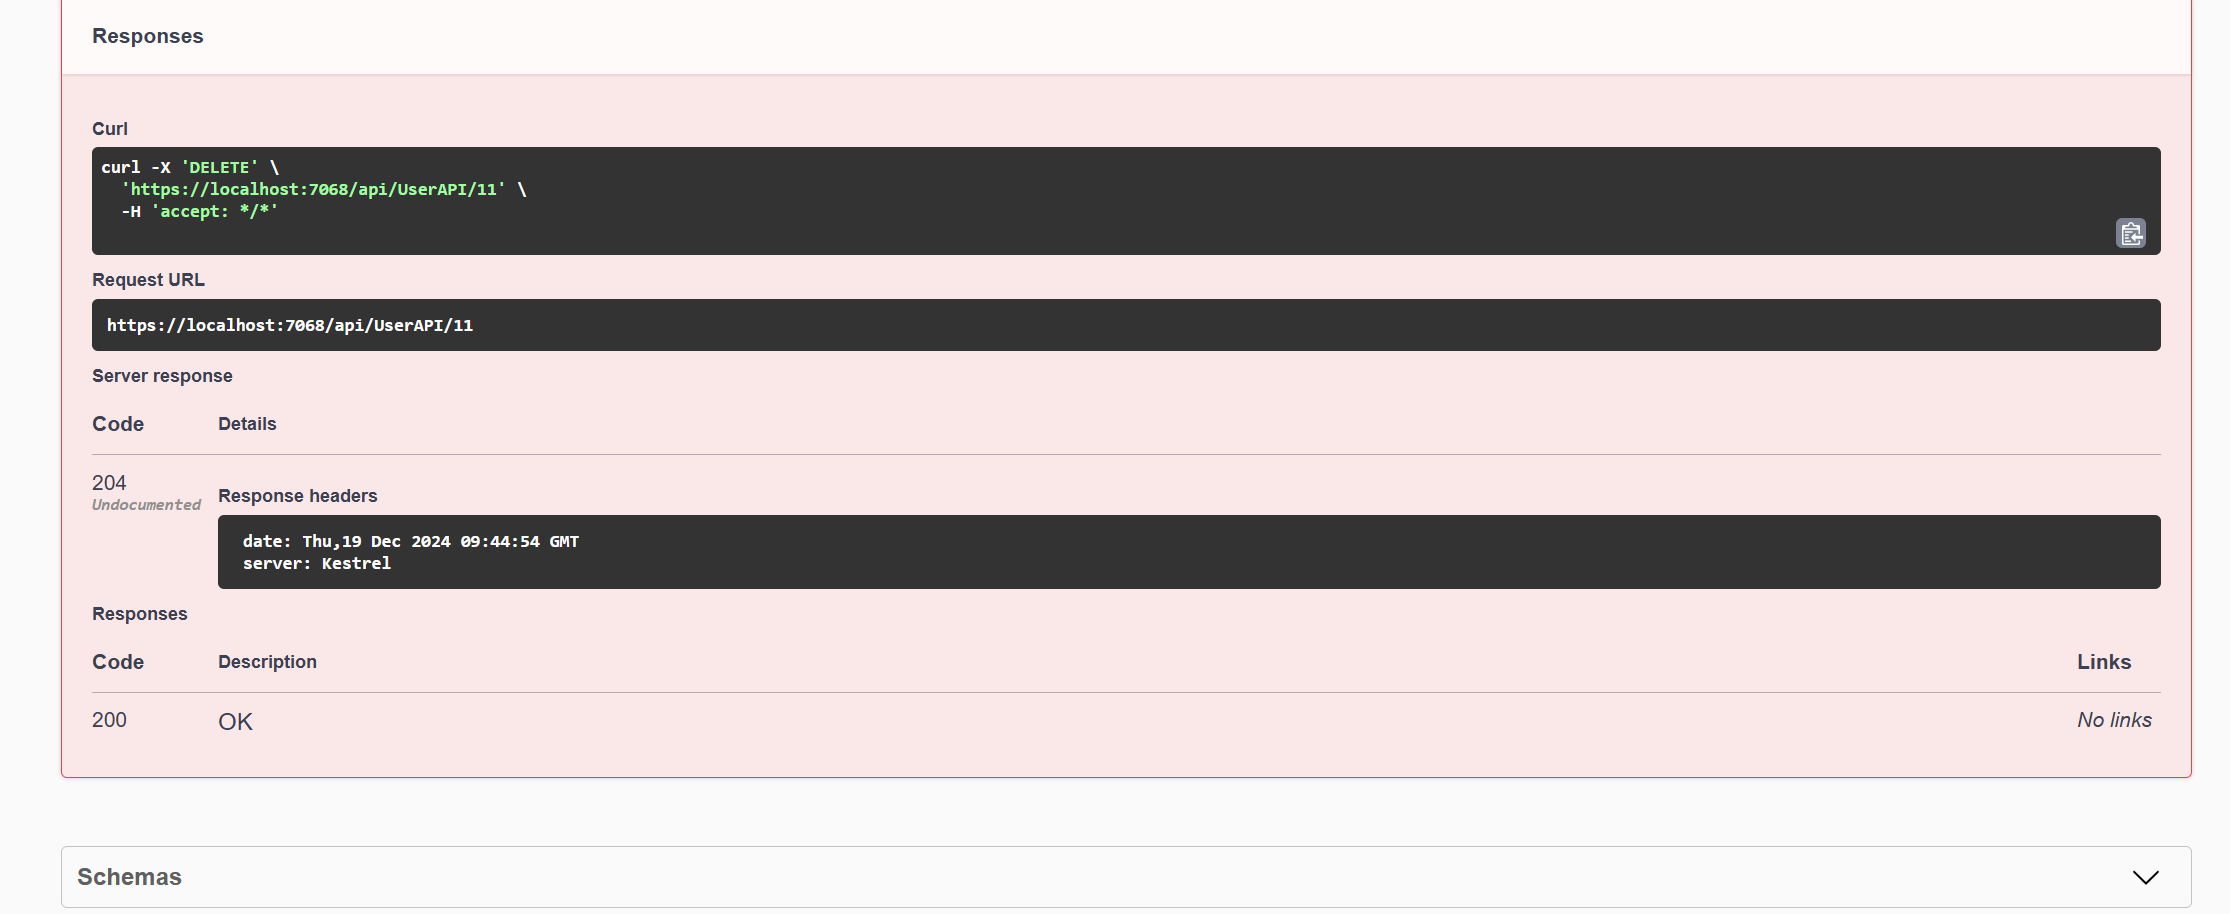 Responses
Curl
curl -X 'DELETE' \
'https://localhost:7068/api/UserAPI/11' \
-H 'accept: */*'
Request URL
https://localhost:7068/api/UserAPI/11
Server response
Code Details
204
Undocumented
Response headers
date: Thu,19 Dec 2024 09:44:54 GMT
server: Kestrel
Responses
Code Description Links
200 OK No links
Schemas